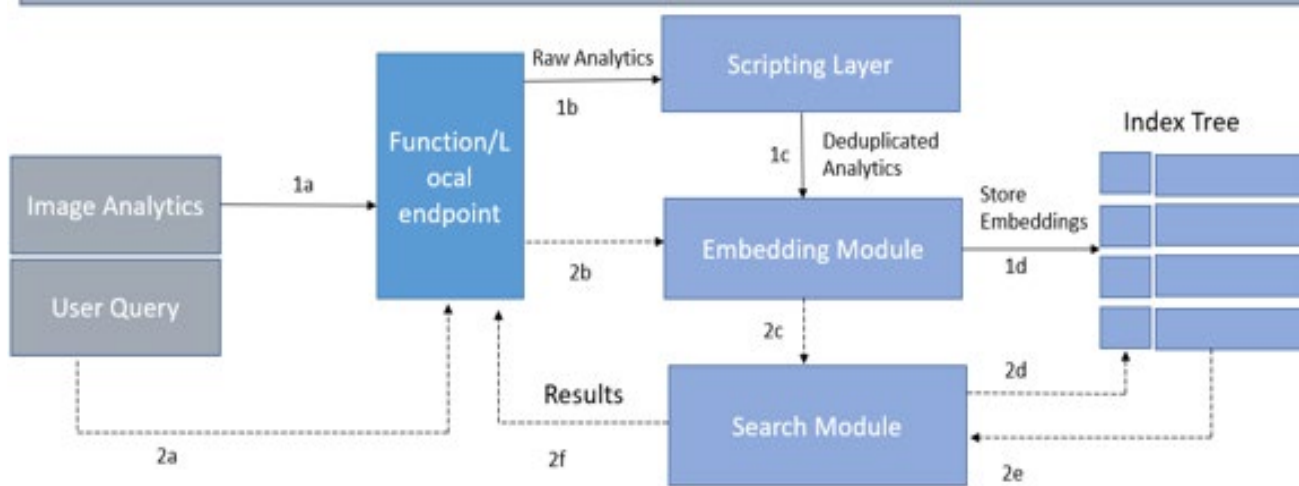 Raw Analytics
1b
Scripting Layer
Index Tree
Function/L
ocal
endpoint
1c
Deduplicated
Analytics
1a
Image Analytics
Store
Embeddings
Embedding Module
2b
1d
User Query
2c
2d
Results
Search Module
2a
2f
2e